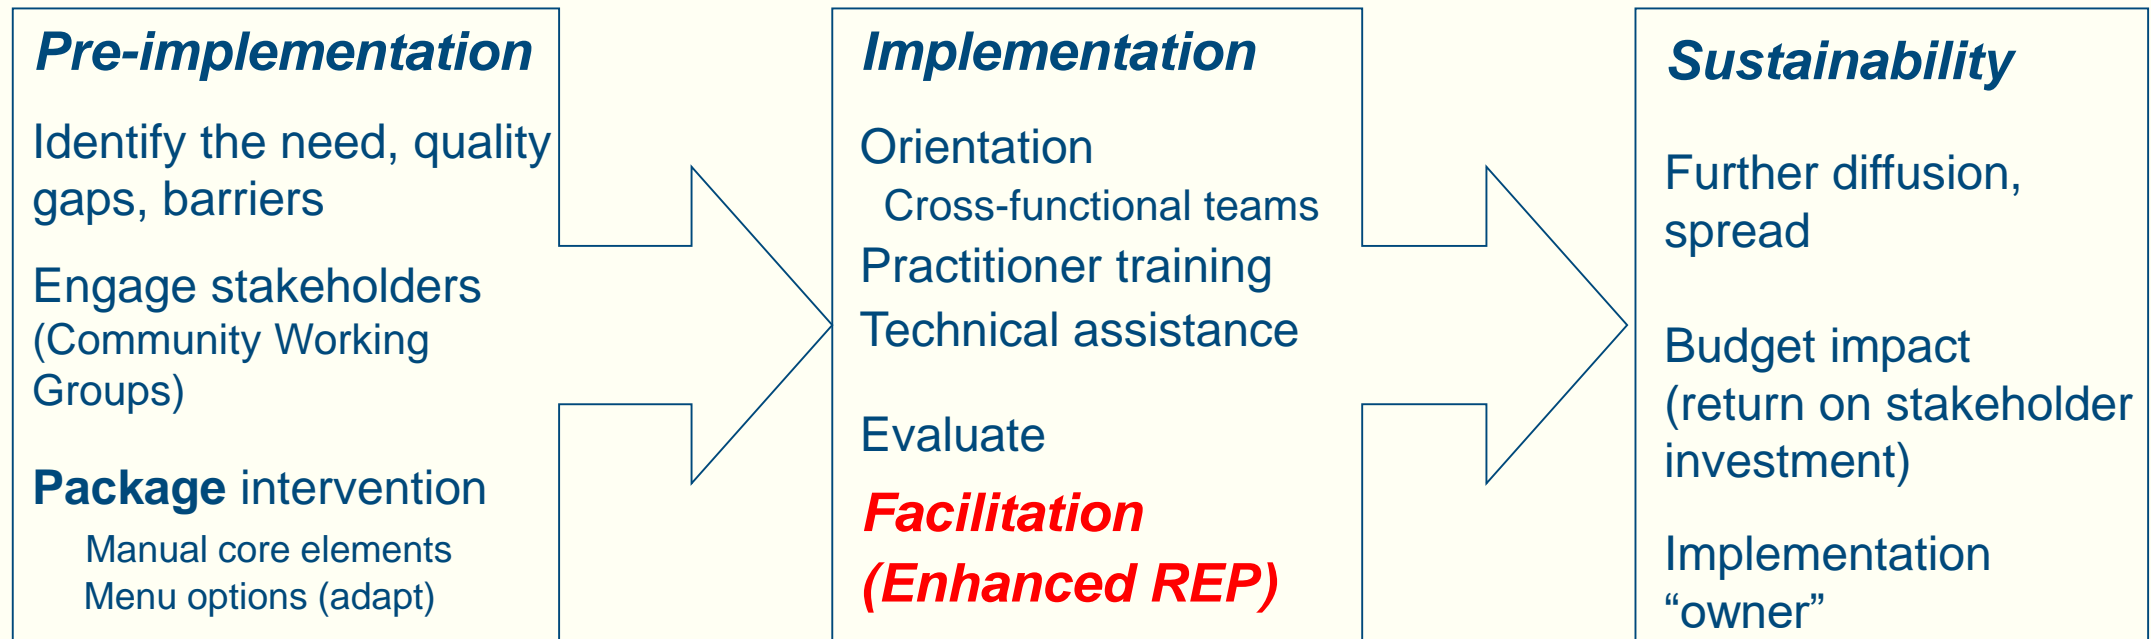 Pre-implementation
Identify the need, quality
gaps, barriers
Engage stakeholders
(Community Working
Groups)
Package intervention
Manual core elements
Menu options (adapt)
Implementation
Orientation
Cross-functional teams
Practitioner training
Technical assistance
Evaluate
Facilitation
(Enhanced REP)
Sustainability
Further diffusion,
spread
Budget impact
(return on stakeholder
investment)
Implementation
“owner”